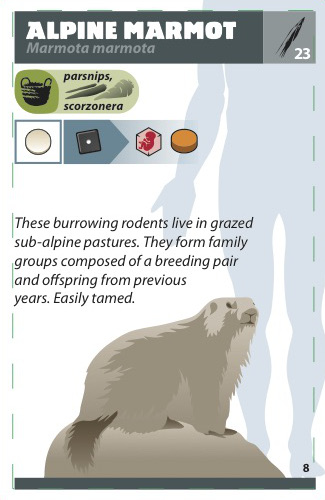 ALPINE MARMOT
Marmota marmota
23
parsnips,
scorzonera
These burrowing rodents live in grazed
sub-alpine pastures. They form family
groups composed of a breeding pair
and offspring from previous
years. Easily tamed.
8